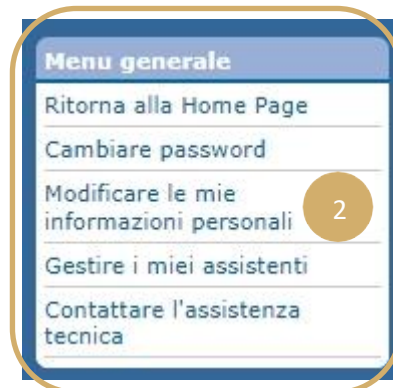 Menu generale
Ritorna alla Home Page
Cambiare password
Modificare le mie
informazioni personali
2
Gestire i miei assistenti
Contattare l'assistenza
tecnica